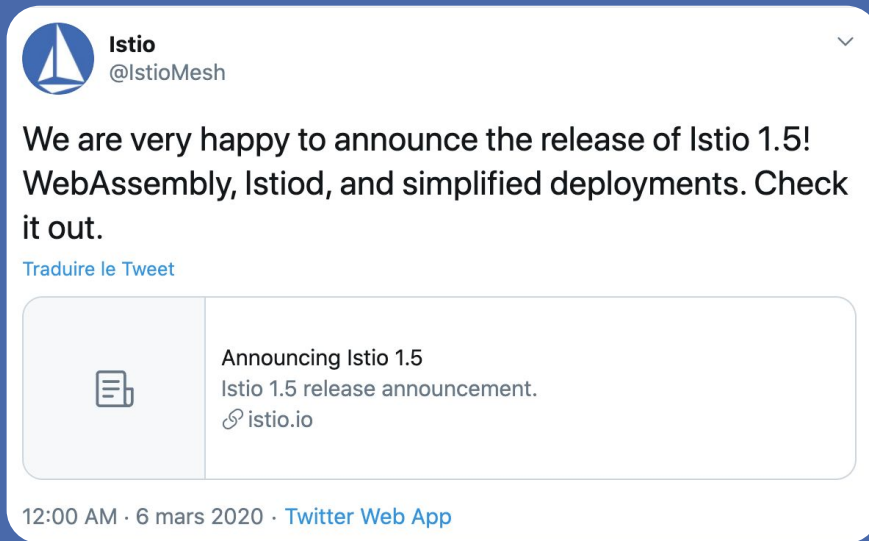 Istio
@IstioMesh
We are very happy to announce the release of Istio 1.5!
WebAssembly, Istiod, and simplified deployments. Check
it out.
Traduire le Tweet
Announcing Istio 1.5
Istio 1.5 release announcement.
istio.io
12:00 AM · 6 mars 2020 · Twitter Web App